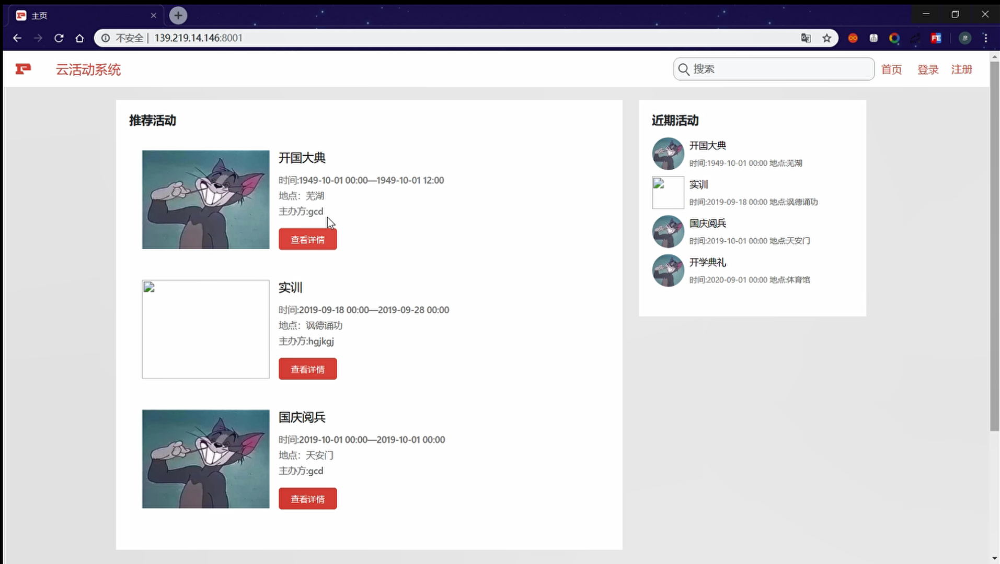 主页
不安全 | 139.219.14.146:8001
FE
云活动系统
搜索
首页
登录
注册
推荐活动
开国大典
时间:1949-10-01 00:00—1949-10-01 12:00
地点：芜湖
主办方:gcd
查看详情
实训
时间:2019-09-18 00:00—2019-09-28 00:00
地点：讽德诵功
主办方:hgjkgj
查看详情
国庆阅兵
时间:2019-10-01 00:00—2019-10-01 00:00
地点：天安门
主办方:gcd
查看详情
近期活动
开国大典
时间:1949-10-01 00:00 地点:芜湖
实训
时间:2019-09-18 00:00 地点:讽德诵功
国庆阅兵
时间:2019-10-01 00:00 地点:天安门
开学典礼
时间:2020-09-01 00:00 地点:体育馆